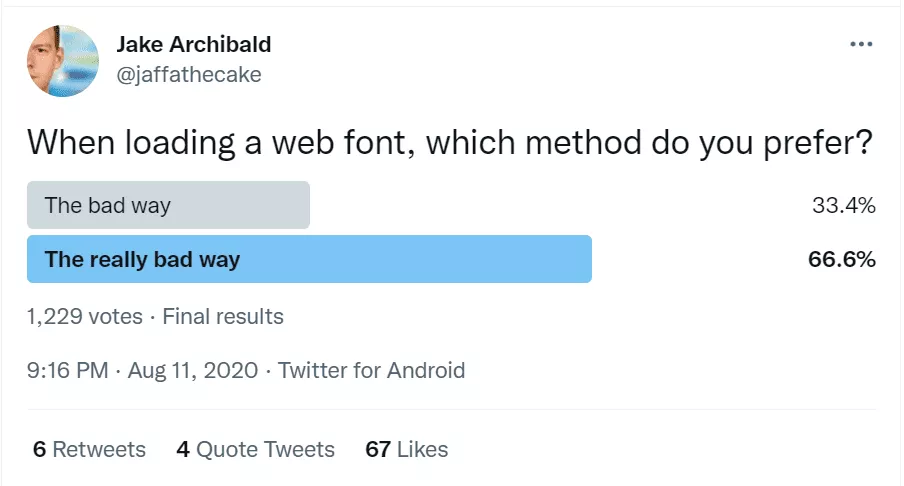 Jake Archibald
@jaffathecake
When loading a web font, which method do you prefer?
The bad way 33.4%
The really bad way 66.6%
1,229 votes · Final results
9:16 PM · Aug 11, 2020 · Twitter for Android
6 Retweets 4 Quote Tweets 67 Likes